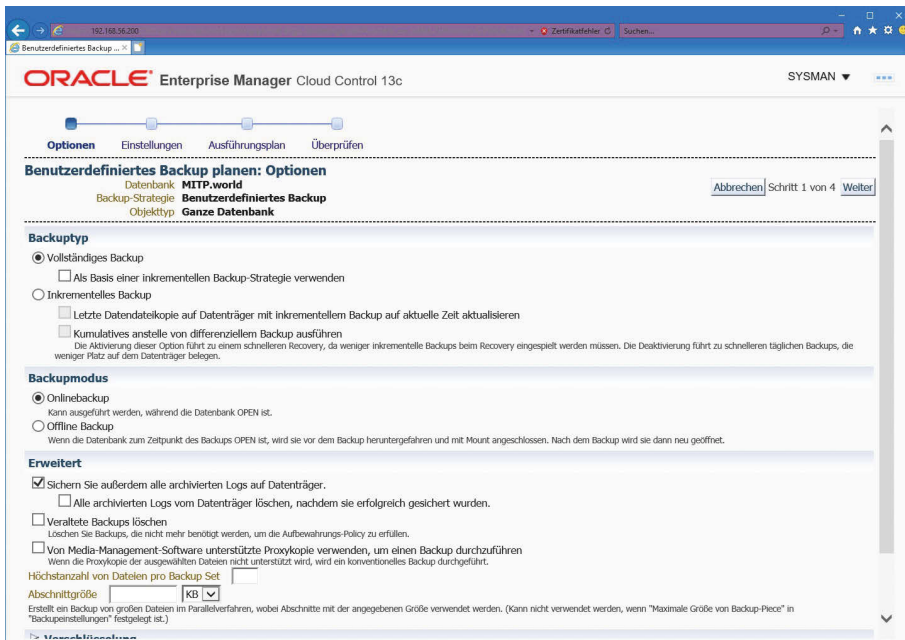 192.168.56.200
Zertifikatfehler
Suchen...
Benutzerdefiniertes Backup ...
ORACLE Enterprise Manager Cloud Control 13c
SYSMAN
Optionen Einstellungen Ausführungsplan Überprüfen
Benutzerdefiniertes Backup planen: Optionen
Datenbank MITP.world
Backup-Strategie Benutzerdefiniertes Backup
Objekttyp Ganze Datenbank
Abbrechen Schritt 1 von 4 Weiter
Backuptyp
Vollständiges Backup
Als Basis einer inkrementellen Backup-Strategie verwenden
Inkrementelles Backup
Letzte Datendateikopie auf Datenträger mit inkrementellem Backup auf aktuelle Zeit aktualisieren
Kumulatives anstelle von differenziellem Backup ausführen
Die Aktivierung dieser Option führt zu einem schnelleren Recovery, da weniger inkrementelle Backups beim Recovery eingespielt werden müssen. Die Deaktivierung führt zu schnelleren täglichen Backups, die
weniger Platz auf dem Datenträger belegen.
Backupmodus
Onlinebackup
Kann ausgeführt werden, während die Datenbank OPEN ist.
Offline Backup
Wenn die Datenbank zum Zeitpunkt des Backups OPEN ist, wird sie vor dem Backup heruntergefahren und mit Mount angeschlossen. Nach dem Backup wird sie dann neu geöffnet.
Erweitert
Sichern Sie außerdem alle archivierten Logs auf Datenträger.
Alle archivierten Logs vom Datenträger löschen, nachdem sie erfolgreich gesichert wurden.
Veraltete Backups löschen
Löschen Sie Backups, die nicht mehr benötigt werden, um die Aufbewahrungs-Policy zu erfüllen.
Von Media-Management-Software unterstützte Proxykopie verwenden, um einen Backup durchzuführen
Wenn die Proxykopie der ausgewählten Dateien nicht unterstützt wird, wird ein konventionelles Backup durchgeführt.
Höchstanzahl von Dateien pro Backup Set
Abschnittgröße KB
Erstellt ein Backup von großen Dateien im Parallelverfahren, wobei Abschnitte mit der angegebenen Größe verwendet werden. (Kann nicht verwendet werden, wenn "Maximale Größe von Backup-Piece" in
"Backupeinstellungen" festgelegt ist.)
Verschlüsselung